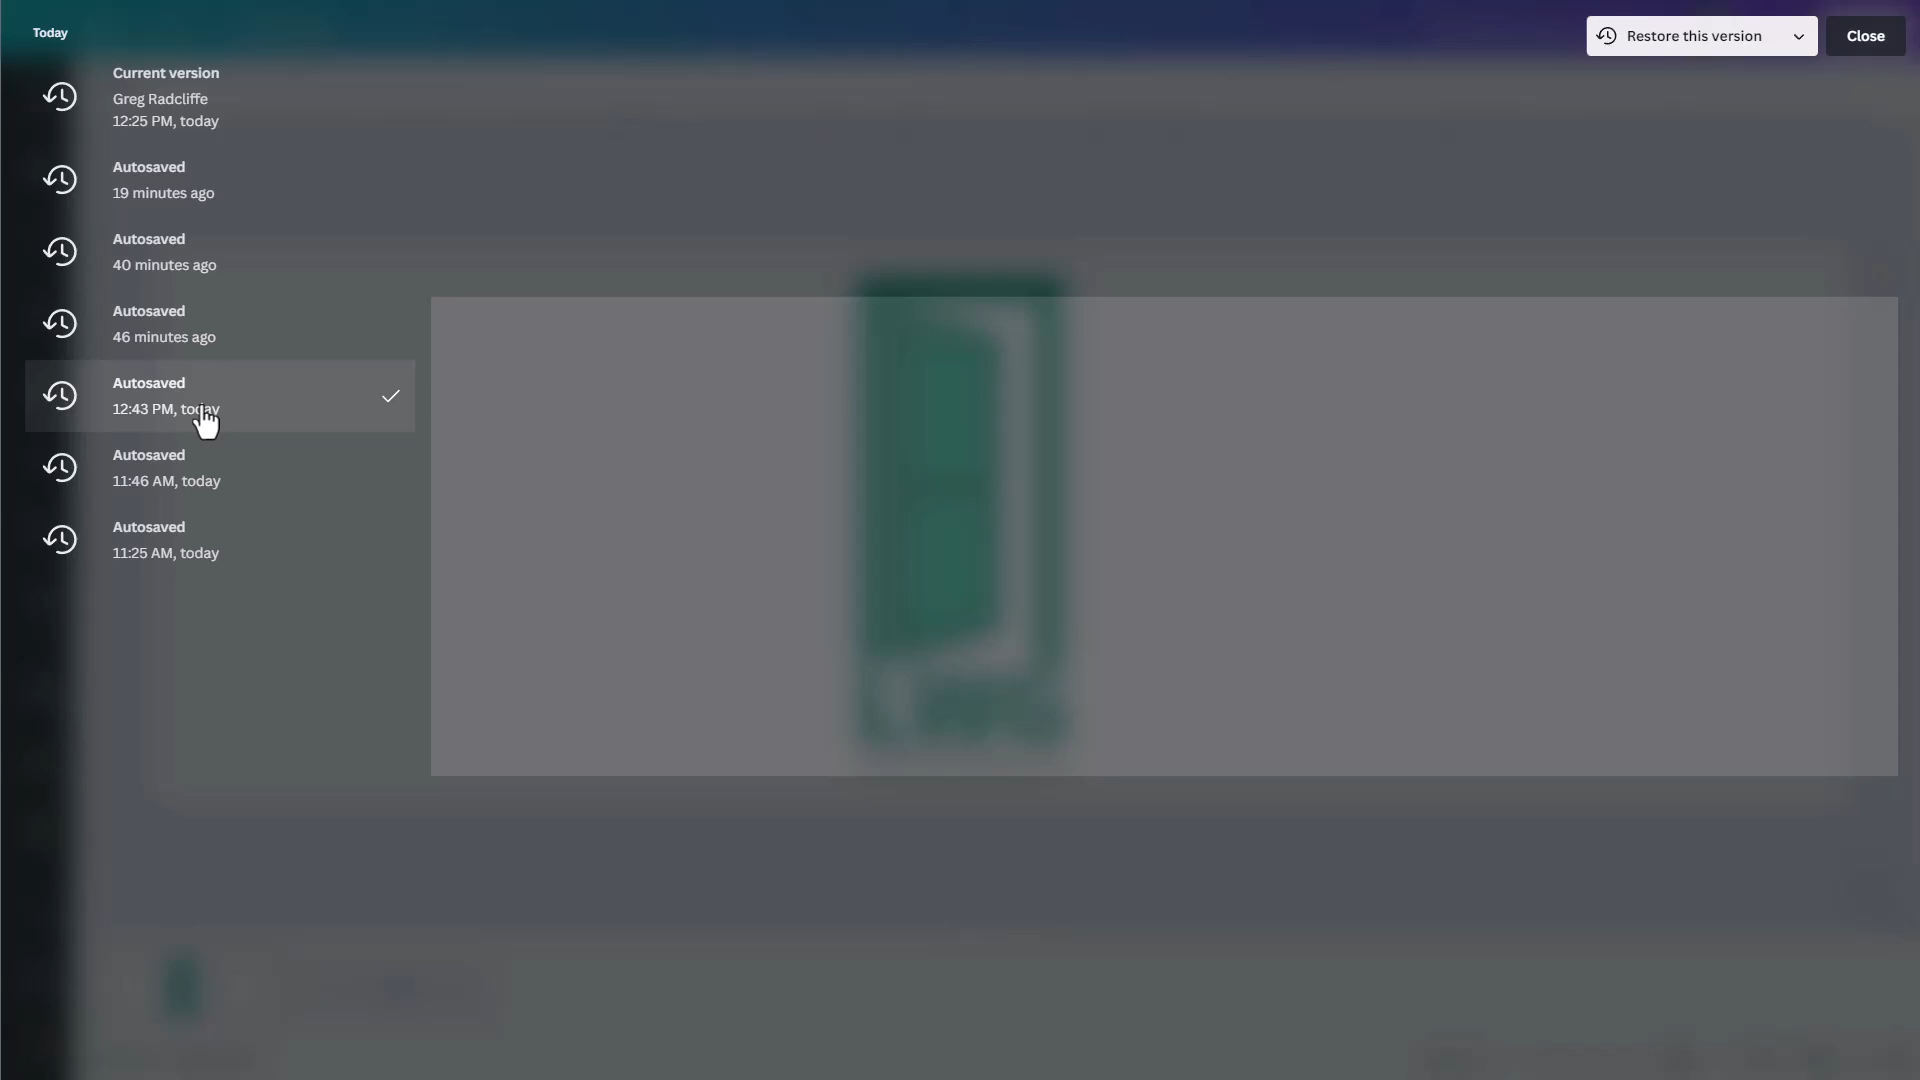 Today
Restore this version
Close
Current version
Greg Radcliffe
12:25 PM, today
Autosaved
19 minutes ago
Autosaved
40 minutes ago
Autosaved
46 minutes ago
Autosaved
12:43 PM, today
Autosaved
11:46 AM, today
Autosaved
11:25 AM, today